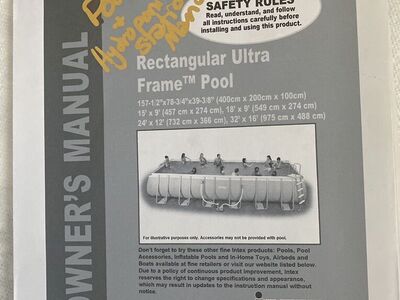 SAFETY RULES
Read, understand, and follow
all instructions carefully before
installing and using this product.
+
Rectangular Ultra
Frame™ Pool
157-1/2"x78-3/4"x39-3/8" (400cm x 200cm x 100cm)
15' x 9' (457 cm x 274 cm), 18' x 9' (549 cm x 274 cm)
24' x 12' (732 cm x 366 cm), 32' x 16' (975 cm x 488 cm)
OWNER'S MANUAL
For illustrative purposes only. Accessories may not be provided with pool.
Don't forget to try these other fine Intex products: Pools, Pool
Accessories, Inflatable Pools and In-Home Toys, Airbeds and
Boats available at fine retailers or visit our website listed below.
Due to a policy of continuous product improvement, Intex
reserves the right to change specifications and appearance,
which may result in updates to the instruction manual without
notice.